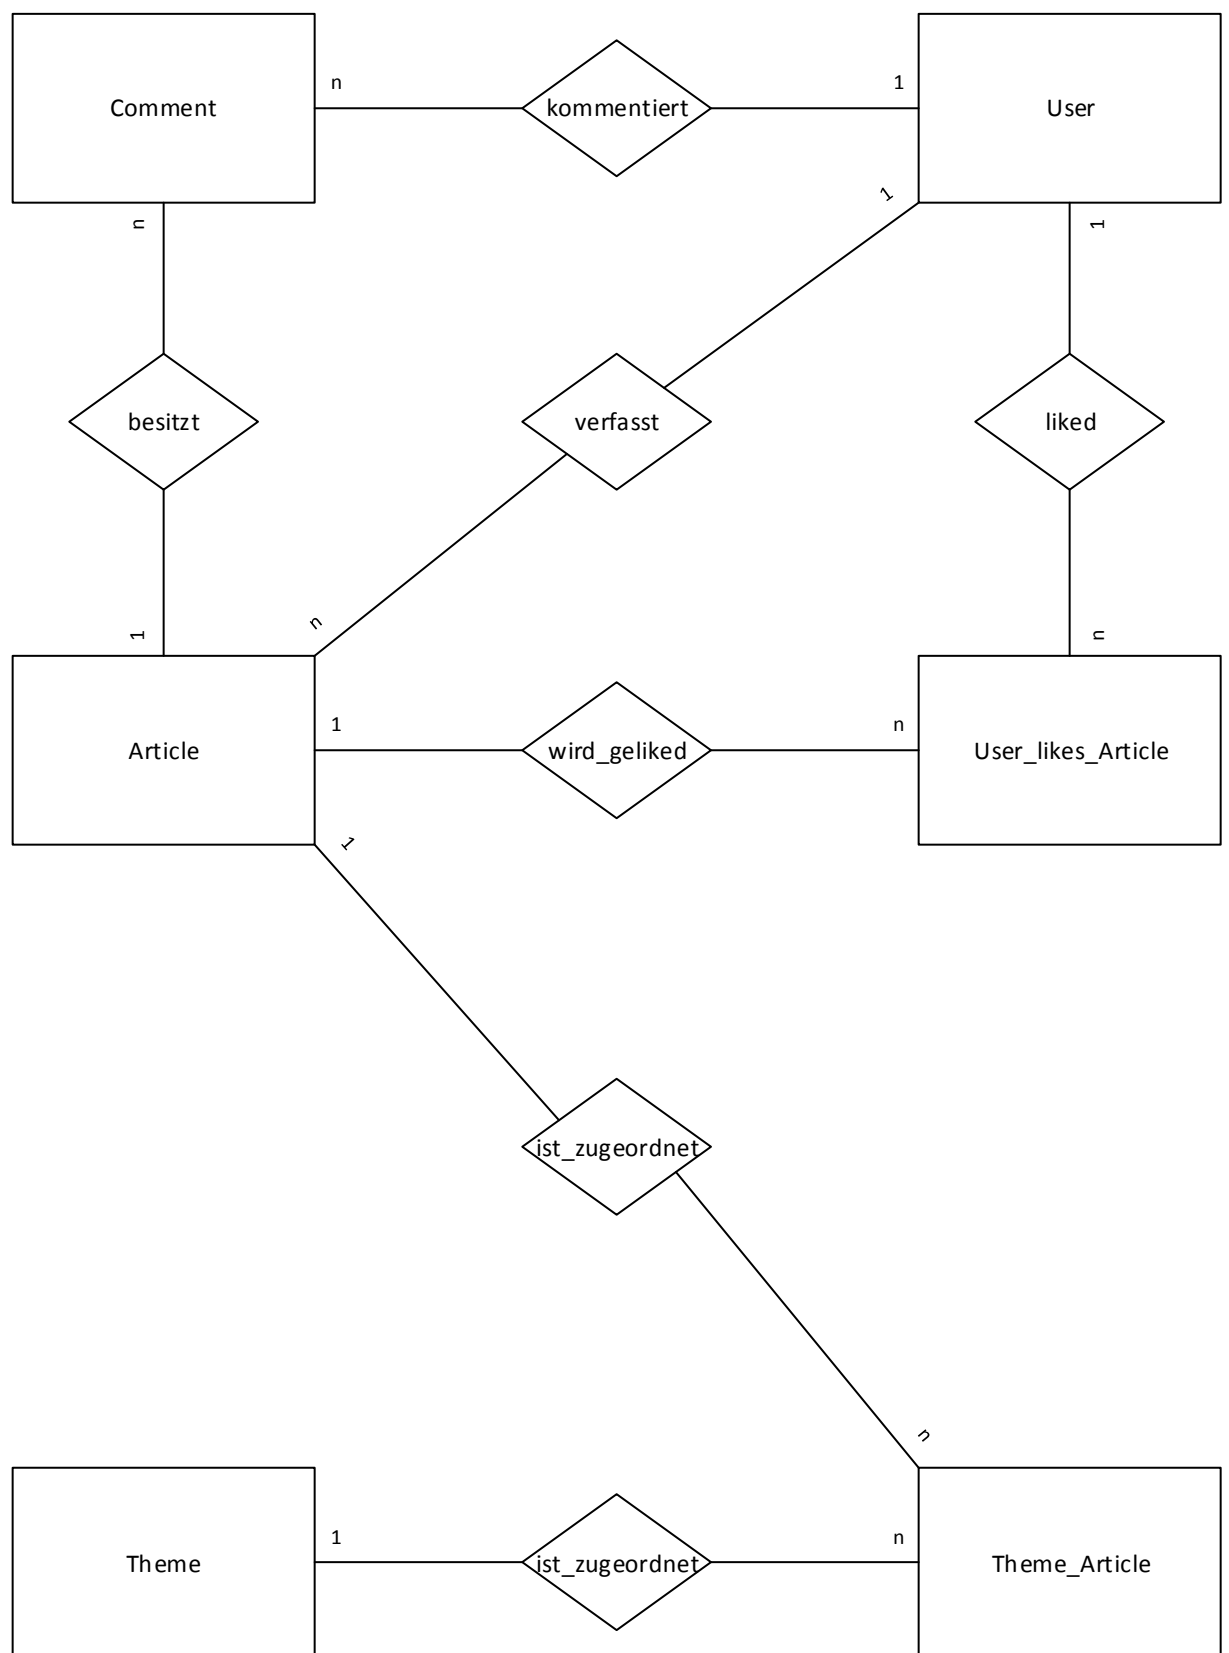 n
1
Comment
kommentiert
User
1
n
1
besitzt
verfasst
liked
n
1
n
1
n
Article
wird_geliked
User_likes_Article
1
ist_zugeordnet
n
1
n
Theme
ist_zugeordnet
Theme_Article